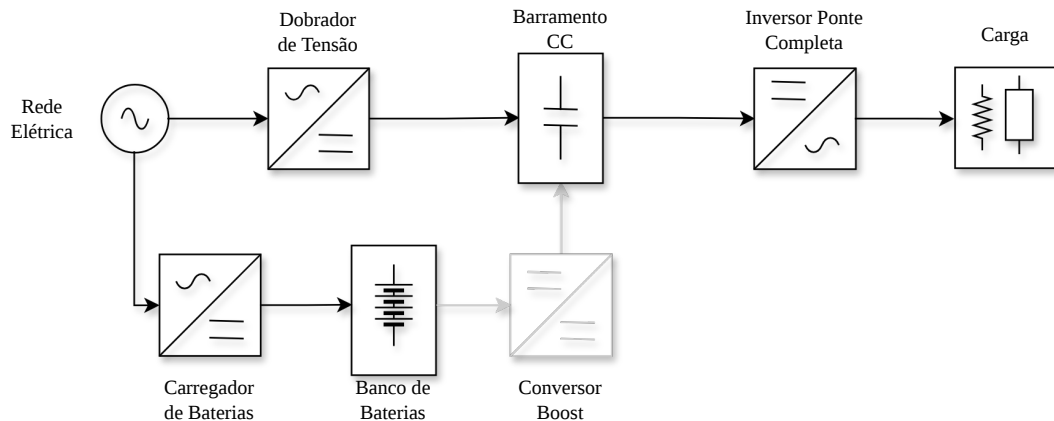 Dobrador
de Tensão
Barramento
CC
Inversor Ponte
Completa
Carga
Rede
Elétrica
Carregador
de Baterias
Banco de
Baterias
Conversor
Boost